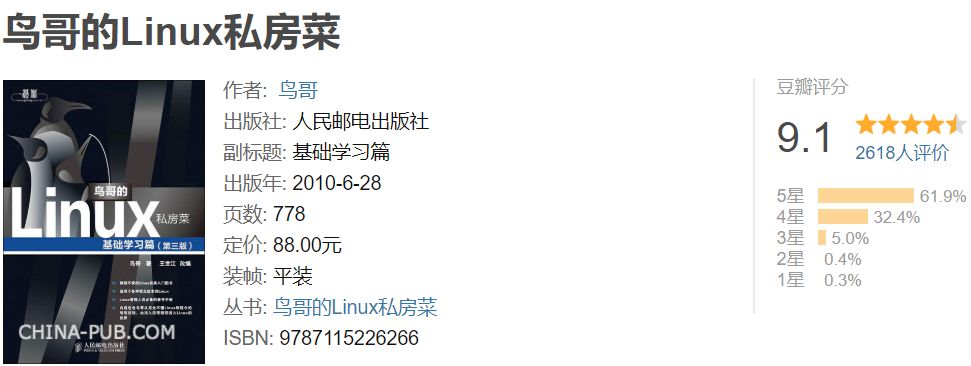 鸟哥的Linux私房菜
鸟哥的
Linux
私房菜
基础学习篇（第三版）
鸟哥 著 王世江 改编
CHINA-PUB.COM
人民邮电出版社
作者: 鸟哥
出版社: 人民邮电出版社
副标题: 基础学习篇
出版年: 2010-6-28
页数: 778
定价: 88.00元
装帧: 平装
丛书: 鸟哥的Linux私房菜
ISBN: 9787115226266
豆瓣评分
9.1
2618人评价
5星 61.9%
4星 32.4%
3星 5.0%
2星 0.4%
1星 0.3%